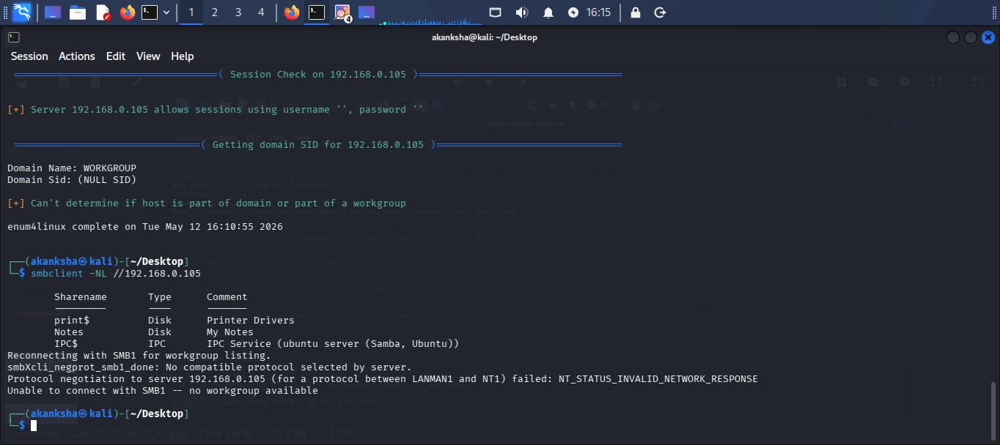 1 2 3 4 4 16:15
akanksha@kali: ~/Desktop
Session Actions Edit View Help
( Session Check on 192.168.0.105 )
[+] Server 192.168.0.105 allows sessions using username '', password ''
( Getting domain SID for 192.168.0.105 )
Domain Name: WORKGROUP
Domain Sid: (NULL SID)
[+] Can't determine if host is part of domain or part of a workgroup
enum4linux complete on Tue May 12 16:10:55 2026
┌──(akanksha㉿kali)-[~/Desktop]
└─$ smbclient -NL //192.168.0.105
Sharename Type Comment
print$ Disk Printer Drivers
Notes Disk My Notes
IPC$ IPC IPC Service (ubuntu server (Samba, Ubuntu))
Reconnecting with SMB1 for workgroup listing.
smbXcli_negprot_smb1_done: No compatible protocol selected by server.
Protocol negotiation to server 192.168.0.105 (for a protocol between LANMAN1 and NT1) failed: NT_STATUS_INVALID_NETWORK_RESPONSE
Unable to connect with SMB1 -- no workgroup available
┌──(akanksha㉿kali)-[~/Desktop]
└─$
Screenshot_2026-05-12_16_11_53.png 1364 x 608 111.8 kB 74.0%